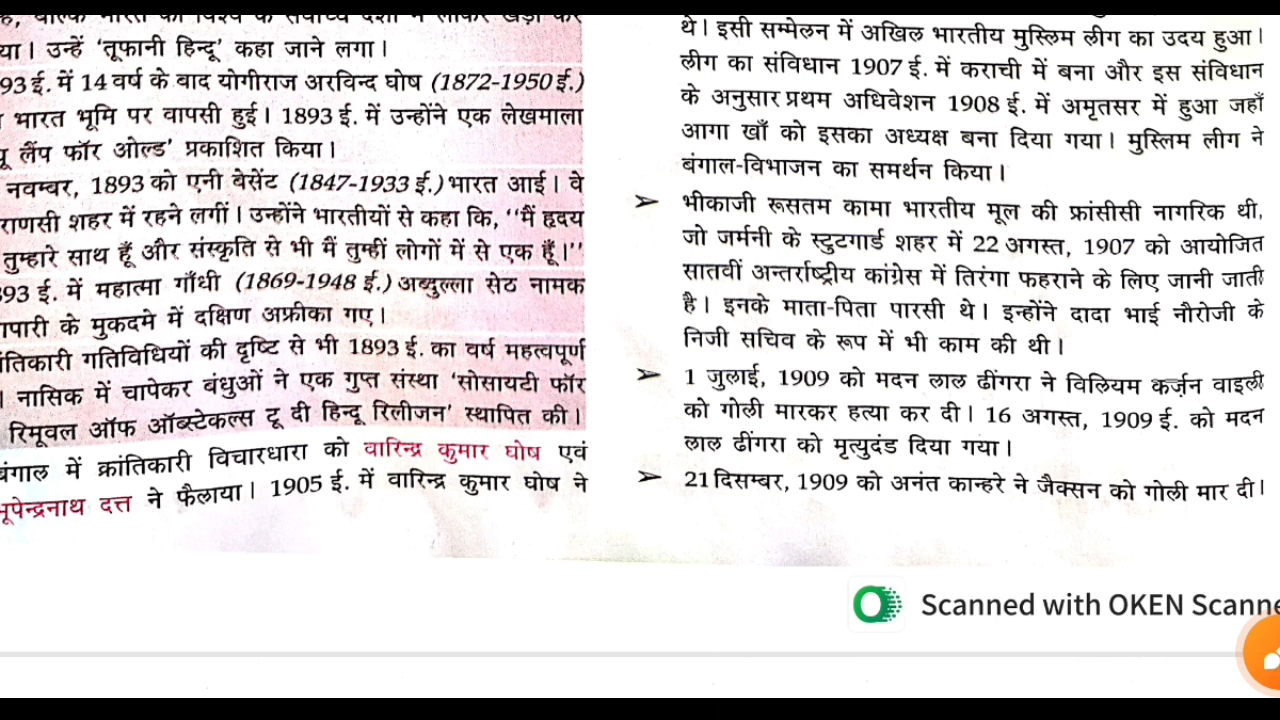 है, बल्कि भारत को विश्व के सर्वोच्च देशों में लाकर खड़ा कर
या। उन्हें 'तूफानी हिन्दू' कहा जाने लगा।
93 ई. में 14 वर्ष के बाद योगीराज अरविन्द घोष (1872-1950 ई.)
भारत भूमि पर वापसी हुई। 1893 ई. में उन्होंने एक लेखमाला
यू लैंप फॉर ओल्ड' प्रकाशित किया।
नवम्बर, 1893 को एनी बेसेंट (1847-1933 ई.) भारत आई। वे
राणसी शहर में रहने लगीं। उन्होंने भारतीयों से कहा कि, ''मैं हृदय
तुम्हारे साथ हूँ और संस्कृति से भी मैं तुम्हीं लोगों में से एक हूँ।''
93 ई. में महात्मा गाँधी (1869-1948 ई.) अब्दुल्ला सेठ नामक
ापारी के मुकदमे में दक्षिण अफ्रीका गए।
ांतिकारी गतिविधियों की दृष्टि से भी 1893 ई. का वर्ष महत्वपूर्ण
। नासिक में चापेकर बंधुओं ने एक गुप्त संस्था 'सोसायटी फॉर
रिमूवल ऑफ ऑब्स्टेकल्स टू दी हिन्दू रिलीजन' स्थापित की।
बंगाल में क्रांतिकारी विचारधारा को वारिन्द्र कुमार घोष एवं
भूपेन्द्रनाथ दत्त ने फैलाया। 1905 ई. में वारिन्द्र कुमार घोष ने
थे। इसी सम्मेलन में अखिल भारतीय मुस्लिम लीग का उदय हुआ।
लीग का संविधान 1907 ई. में कराची में बना और इस संविधान
के अनुसार प्रथम अधिवेशन 1908 ई. में अमृतसर में हुआ जहाँ
आगा खाँ को इसका अध्यक्ष बना दिया गया। मुस्लिम लीग ने
बंगाल-विभाजन का समर्थन किया।
➢ भीकाजी रूसतम कामा भारतीय मूल की फ्रांसीसी नागरिक थी,
जो जर्मनी के स्टुटगार्ड शहर में 22 अगस्त, 1907 को आयोजित
सातवीं अन्तर्राष्ट्रीय कांग्रेस में तिरंगा फहराने के लिए जानी जाती
है। इनके माता-पिता पारसी थे। इन्होंने दादा भाई नौरोजी के
निजी सचिव के रूप में भी काम की थी।
➢ 1 जुलाई, 1909 को मदन लाल ढींगरा ने विलियम कर्ज़न वाइली
को गोली मारकर हत्या कर दी। 16 अगस्त, 1909 ई. को मदन
लाल ढींगरा को मृत्युदंड दिया गया।
➢ 21 दिसम्बर, 1909 को अनंत कान्हरे ने जैक्सन को गोली मार दी।
Scanned with OKEN Scanne